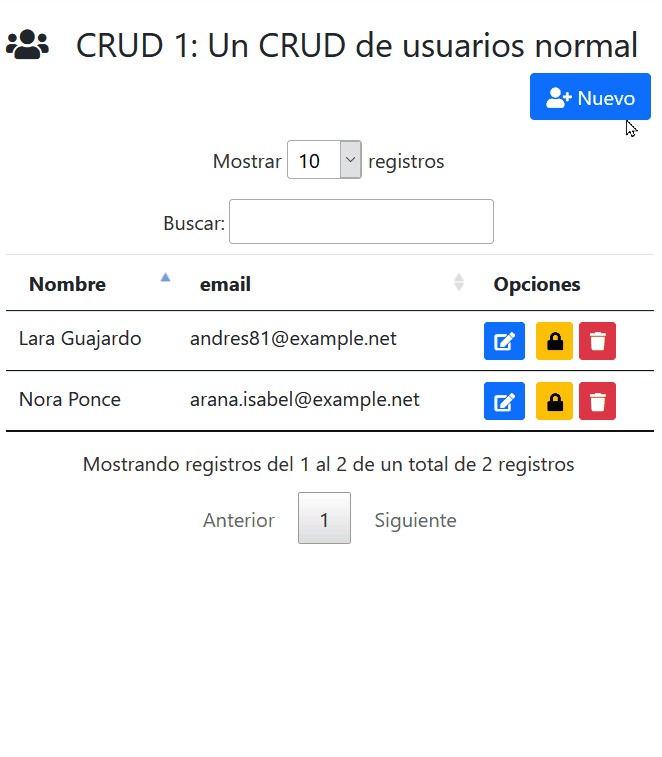 CRUD 1: Un CRUD de usuarios normal
Nuevo
Mostrar 10 registros
Buscar:
Nombre email Opciones
Lara Guajardo andres81@example.net
Nora Ponce arana.isabel@example.net
Mostrando registros del 1 al 2 de un total de 2 registros
Anterior 1 Siguiente